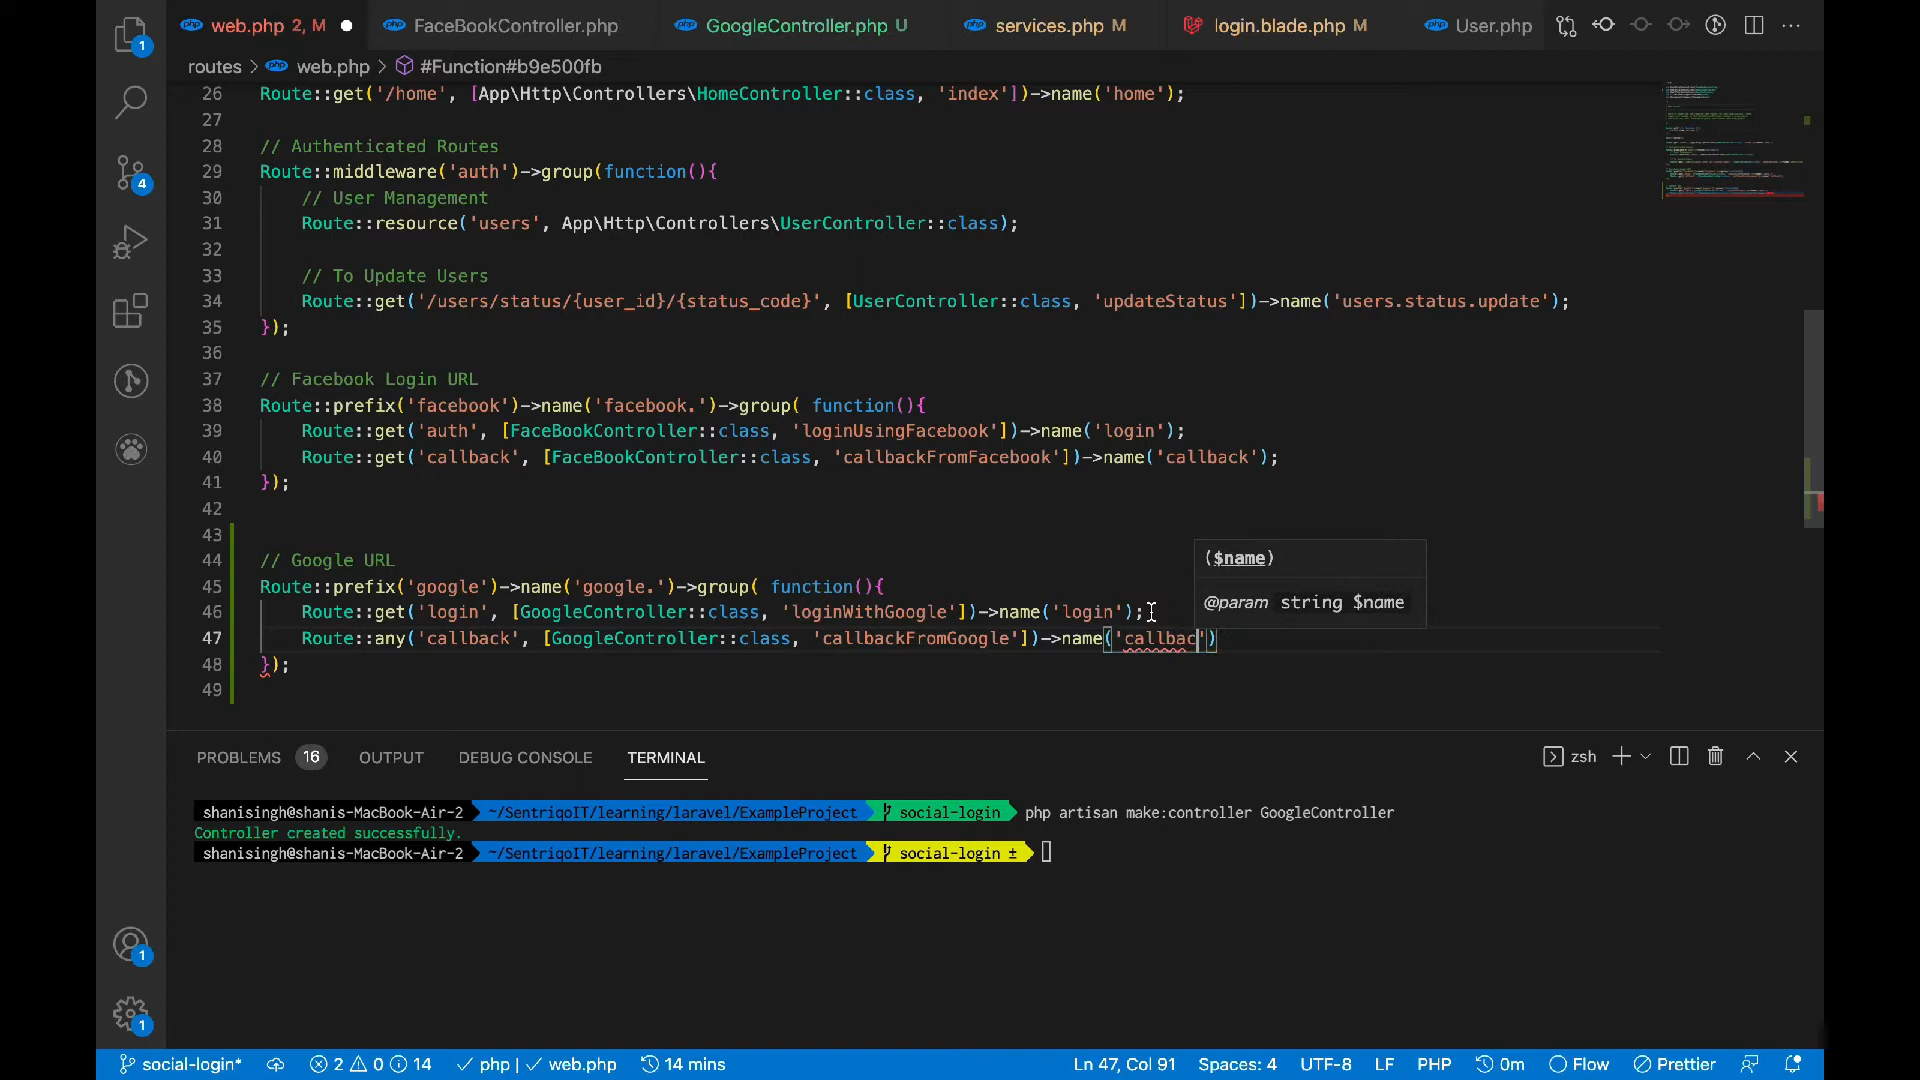 1
web.php 2, M
FaceBookController.php
GoogleController.php U
services.php M
login.blade.php M
User.php
routes > web.php > #Function#b9e500fb
26 Route::get('/home', [App\Http\Controllers\HomeController::class, 'index'])->name('home');
27
28 // Authenticated Routes
29 Route::middleware('auth')->group(function(){
30 // User Management
31 Route::resource('users', App\Http\Controllers\UserController::class);
32
33 // To Update Users
34 Route::get('/users/status/{user_id}/{status_code}', [UserController::class, 'updateStatus'])->name('users.status.update');
35 });
36
37 // Facebook Login URL
38 Route::prefix('facebook')->name('facebook.')->group( function(){
39 Route::get('auth', [FaceBookController::class, 'loginUsingFacebook'])->name('login');
40 Route::get('callback', [FaceBookController::class, 'callbackFromFacebook'])->name('callback');
41 });
42
43
44 // Google URL
45 Route::prefix('google')->name('google.')->group( function(){
46 Route::get('login', [GoogleController::class, 'loginWithGoogle'])->name('login');
47 Route::any('callback', [GoogleController::class, 'callbackFromGoogle'])->name('callbac')
48 });
49
($name)
@param string $name
4
PROBLEMS 16 OUTPUT DEBUG CONSOLE TERMINAL
zsh
shanisingh@shanis-MacBook-Air-2 ~/SentriqoIT/learning/laravel/ExampleProject social-login php artisan make:controller GoogleController
Controller created successfully.
shanisingh@shanis-MacBook-Air-2 ~/SentriqoIT/learning/laravel/ExampleProject social-login ±
1
1
social-login* 2 0 14 php | web.php 14 mins Ln 47, Col 91 Spaces: 4 UTF-8 LF PHP 0m Flow Prettier